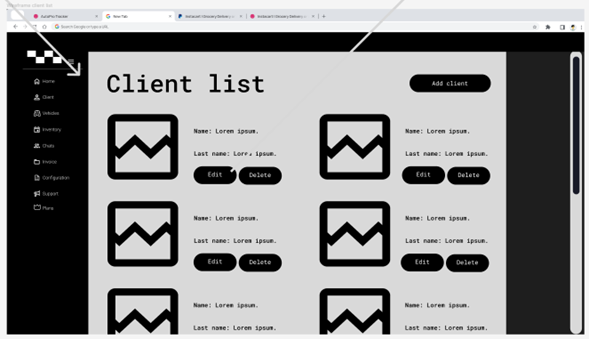 wireframe client list
AutoPro Tracker
New Tab
Instacart | Grocery Delivery
Instacart | Grocery Delivery
Search Google or type a URL
Client list
Add client
Home
Client
Vehicles
Inventory
Chats
Invoice
Configuration
Support
Plans
Name: Lorem ipsum.
Last name: Lorem ipsum.
Edit
Delete
Name: Lorem ipsum.
Last name: Lorem ipsum.
Edit
Delete
Name: Lorem ipsum.
Last name: Lorem ipsum.
Edit
Delete
Name: Lorem ipsum.
Last name: Lorem ipsum.
Edit
Delete
Name: Lorem ipsum.
Last name: Lorem ipsum.
Name: Lorem ipsum.
Last name: Lorem ipsum.